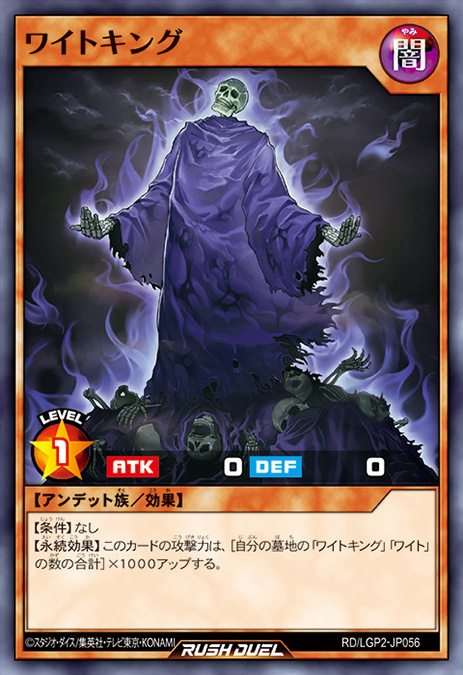 ワイトキング
やみ
闇
LEVEL
1
ATK 0 DEF 0
【アンデット族／効果】
【条件】なし
【永続効果】このカードの攻撃力は、[自分の墓地の「ワイトキング」「ワイト」
の数の合計]×1000アップする。
©スタジオ・ダイス/集英社・テレビ東京・KONAMI
RUSH DUEL
RD/LGP2-JP056